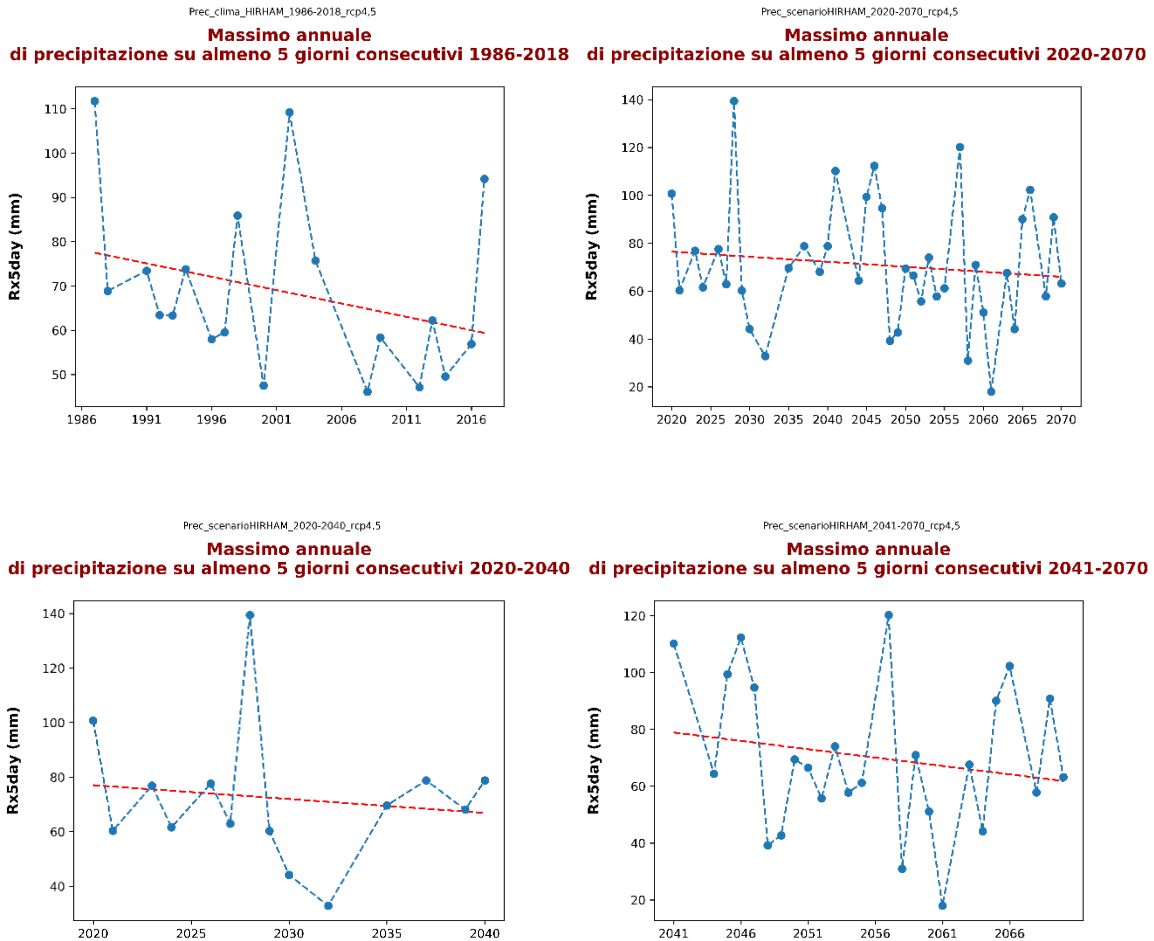 Prec_clima_HIRHAM_1986-2018_rcp4,5
Massimo annuale
di precipitazione su almeno 5 giorni consecutivi 1986-2018
Rx5day (mm)
110
100
90
80
70
60
50
1986 1991 1996 2001 2006 2011 2016
Prec_scenarioHIRHAM_2020-2070_rcp4,5
Massimo annuale
di precipitazione su almeno 5 giorni consecutivi 2020-2070
Rx5day (mm)
140
120
100
80
60
40
20
2020 2025 2030 2035 2040 2045 2050 2055 2060 2065 2070
Prec_scenarioHIRHAM_2020-2040_rcp4,5
Massimo annuale
di precipitazione su almeno 5 giorni consecutivi 2020-2040
Rx5day (mm)
140
120
100
80
60
40
2020 2025 2030 2035 2040
Prec_scenarioHIRHAM_2041-2070_rcp4,5
Massimo annuale
di precipitazione su almeno 5 giorni consecutivi 2041-2070
Rx5day (mm)
120
100
80
60
40
20
2041 2046 2051 2056 2061 2066